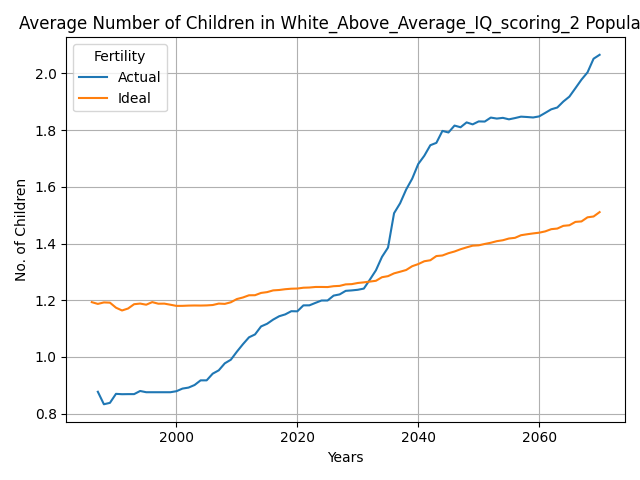 Average Number of Children in White_Above_Average_IQ_scoring_2 Popula
Fertility
Actual
Ideal
No. of Children
2.0
1.8
1.6
1.4
1.2
1.0
0.8
2000 2020 2040 2060
Years